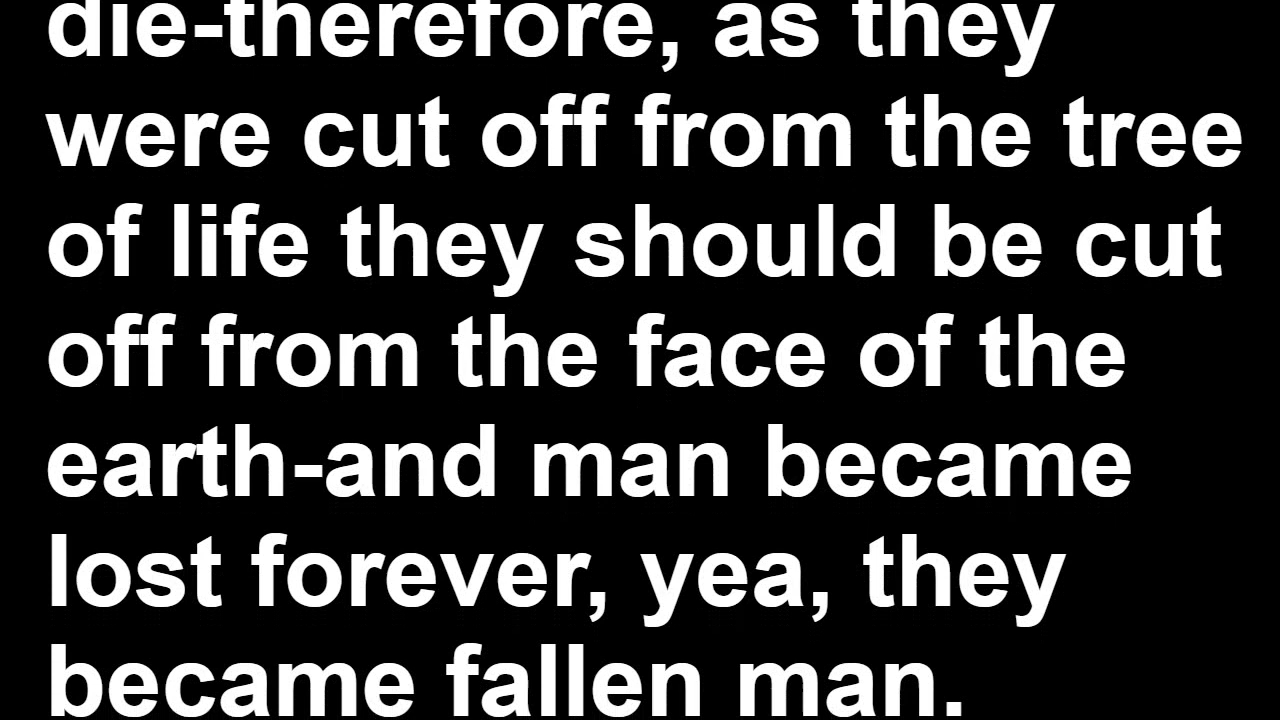 die-therefore, as they
were cut off from the tree
of life they should be cut
off from the face of the
earth-and man became
lost forever, yea, they
became fallen man.